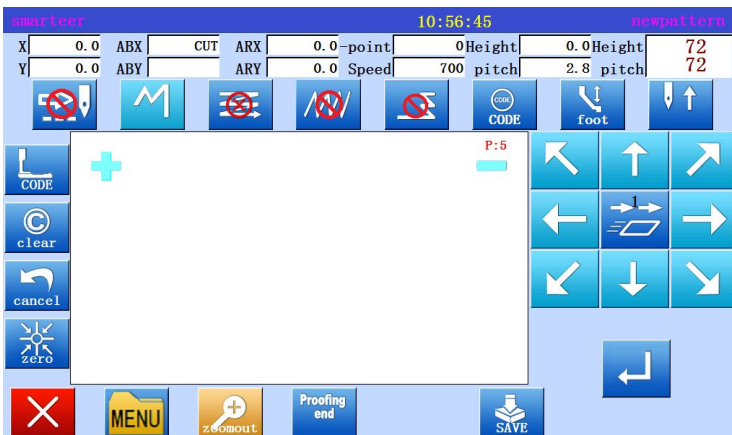 smarteer 10:56:45 newpattern
X 0.0 ABX CUT ARX 0.0 -point 0 Height 0.0 Height 72
Y 0.0 ABY ARY 0.0 Speed 700 pitch 2.8 pitch 72
CODE
CODE
foot
P:5
CODE
1
C
clear
cancel
zero
MENU
zoomout
Proofing
end
SAVE